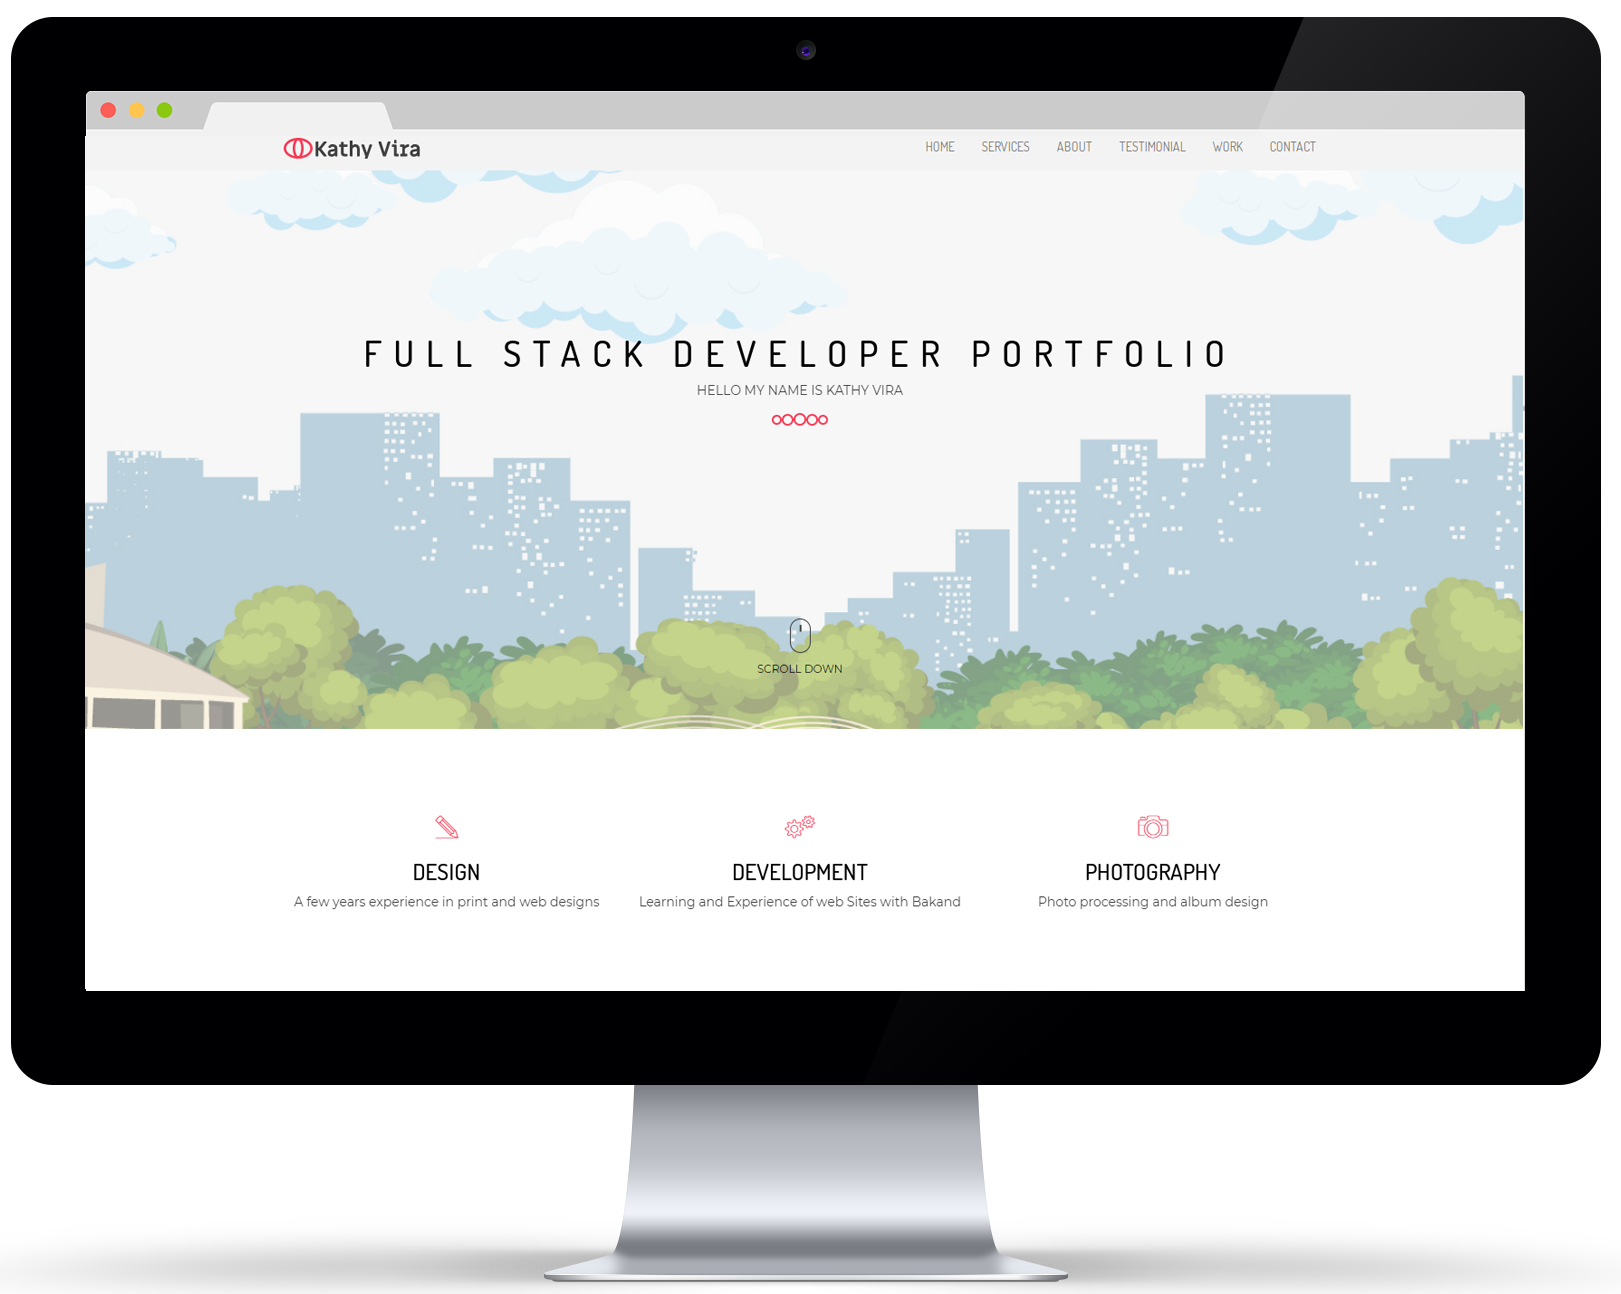 Kathy Vira
HOME SERVICES ABOUT TESTIMONIAL WORK CONTACT
FULL STACK DEVELOPER PORTFOLIO
HELLO MY NAME IS KATHY VIRA
SCROLL DOWN
DESIGN
A few years experience in print and web designs
DEVELOPMENT
Learning and Experience of web Sites with Bakand
PHOTOGRAPHY
Photo processing and album design